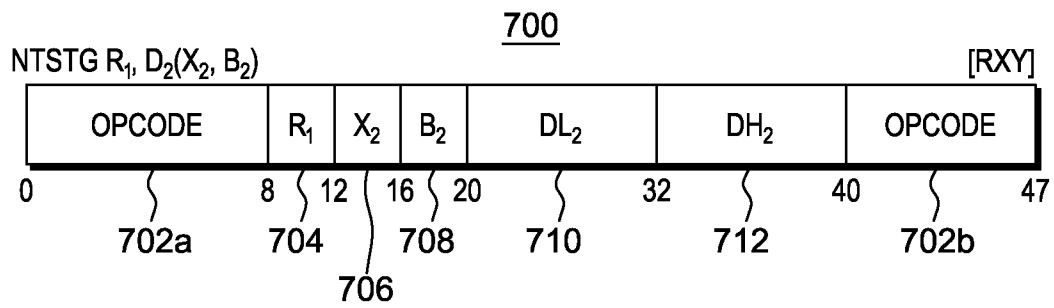 700
NTSTG R₁, D₂(X₂, B₂) [RXY]
OPCODE R₁ X₂ B₂ DL₂ DH₂ OPCODE
0 8 12 16 20 32 40 47
702a 704 708 710 712 702b
706